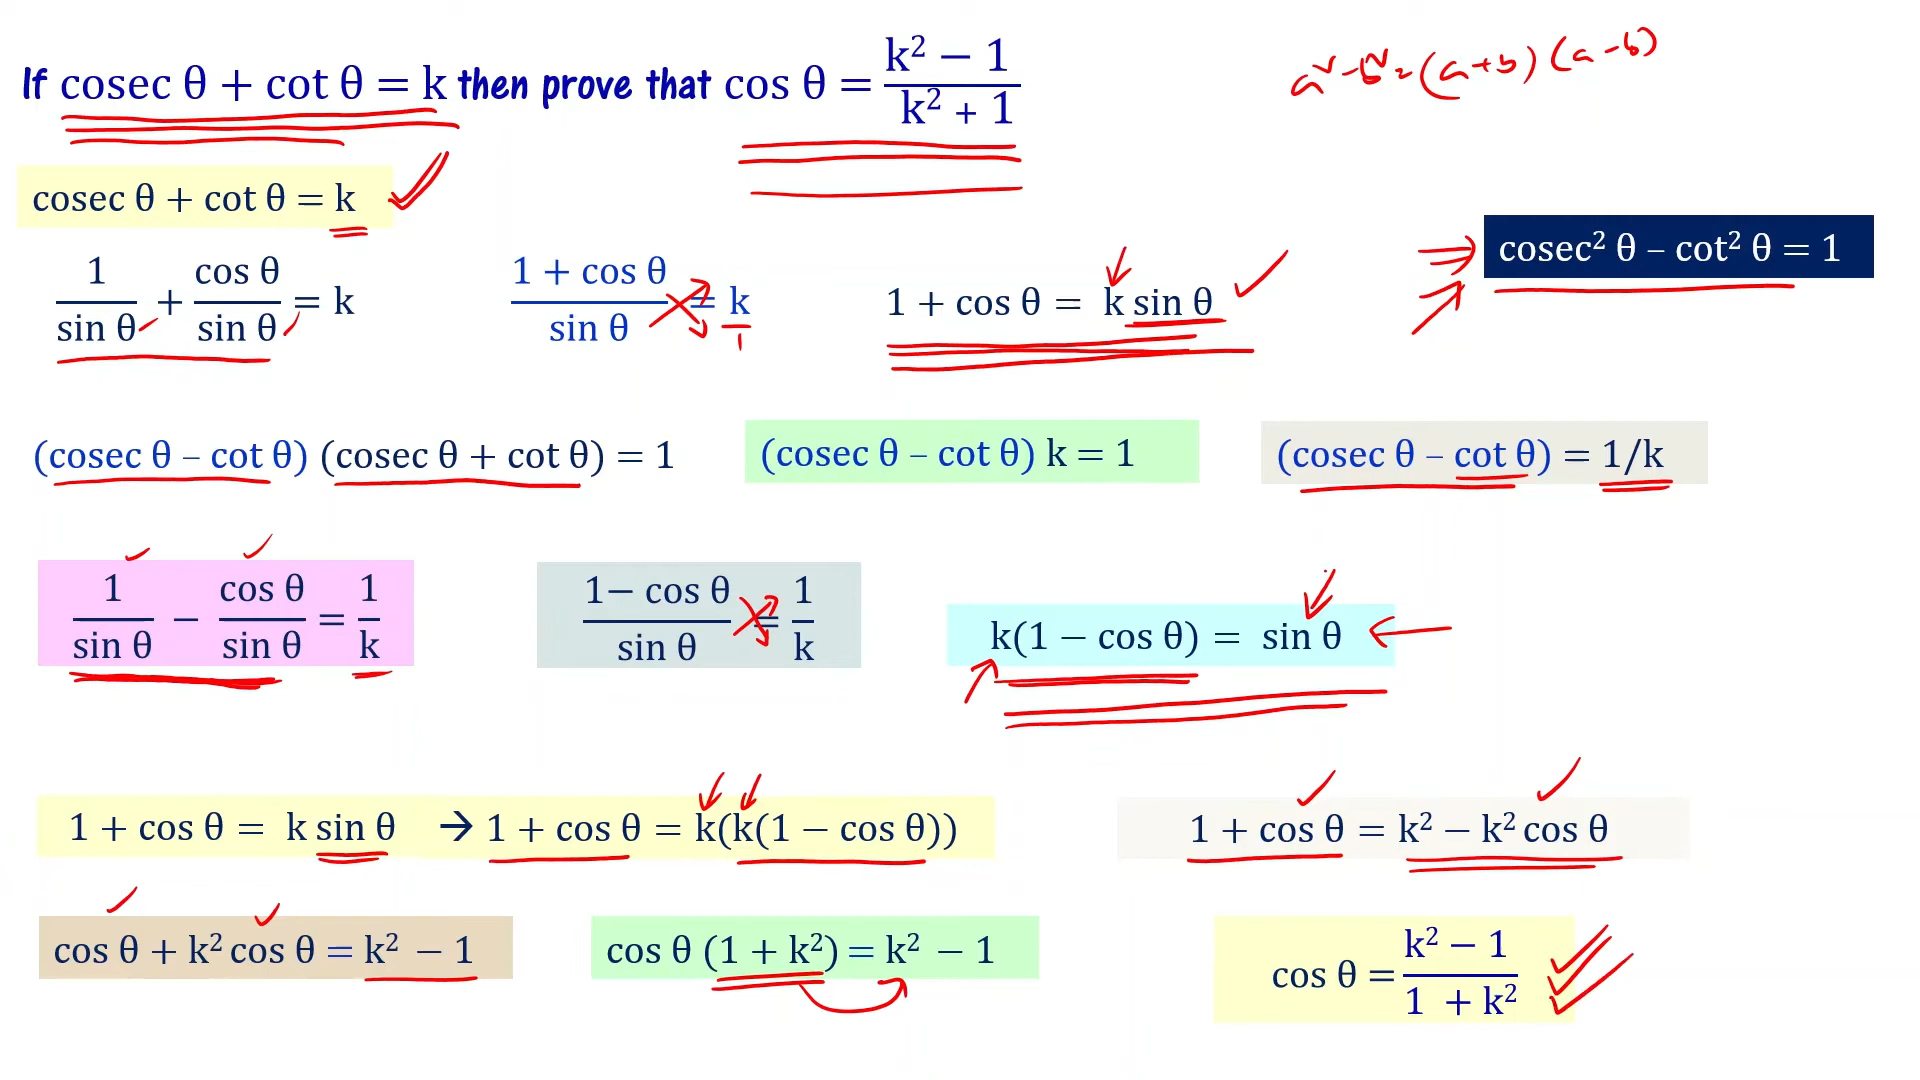 If cosec θ + cot θ = k then prove that cos θ = (k² − 1)/(k² + 1)
a² − b² = (a+b) (a−b)
cosec θ + cot θ = k
cosec² θ – cot² θ = 1
1/sin θ + cos θ/sin θ = k
(1 + cos θ)/sin θ = k/1
1 + cos θ = k sin θ
(cosec θ – cot θ) (cosec θ + cot θ) = 1
(cosec θ – cot θ) k = 1
(cosec θ – cot θ) = 1/k
1/sin θ − cos θ/sin θ = 1/k
(1− cos θ)/sin θ = 1/k
k(1 − cos θ) = sin θ
1 + cos θ = k sin θ → 1 + cos θ = k(k(1 − cos θ))
1 + cos θ = k² − k² cos θ
cos θ + k² cos θ = k² − 1
cos θ (1 + k²) = k² − 1
cos θ = (k² − 1)/(1 + k²)